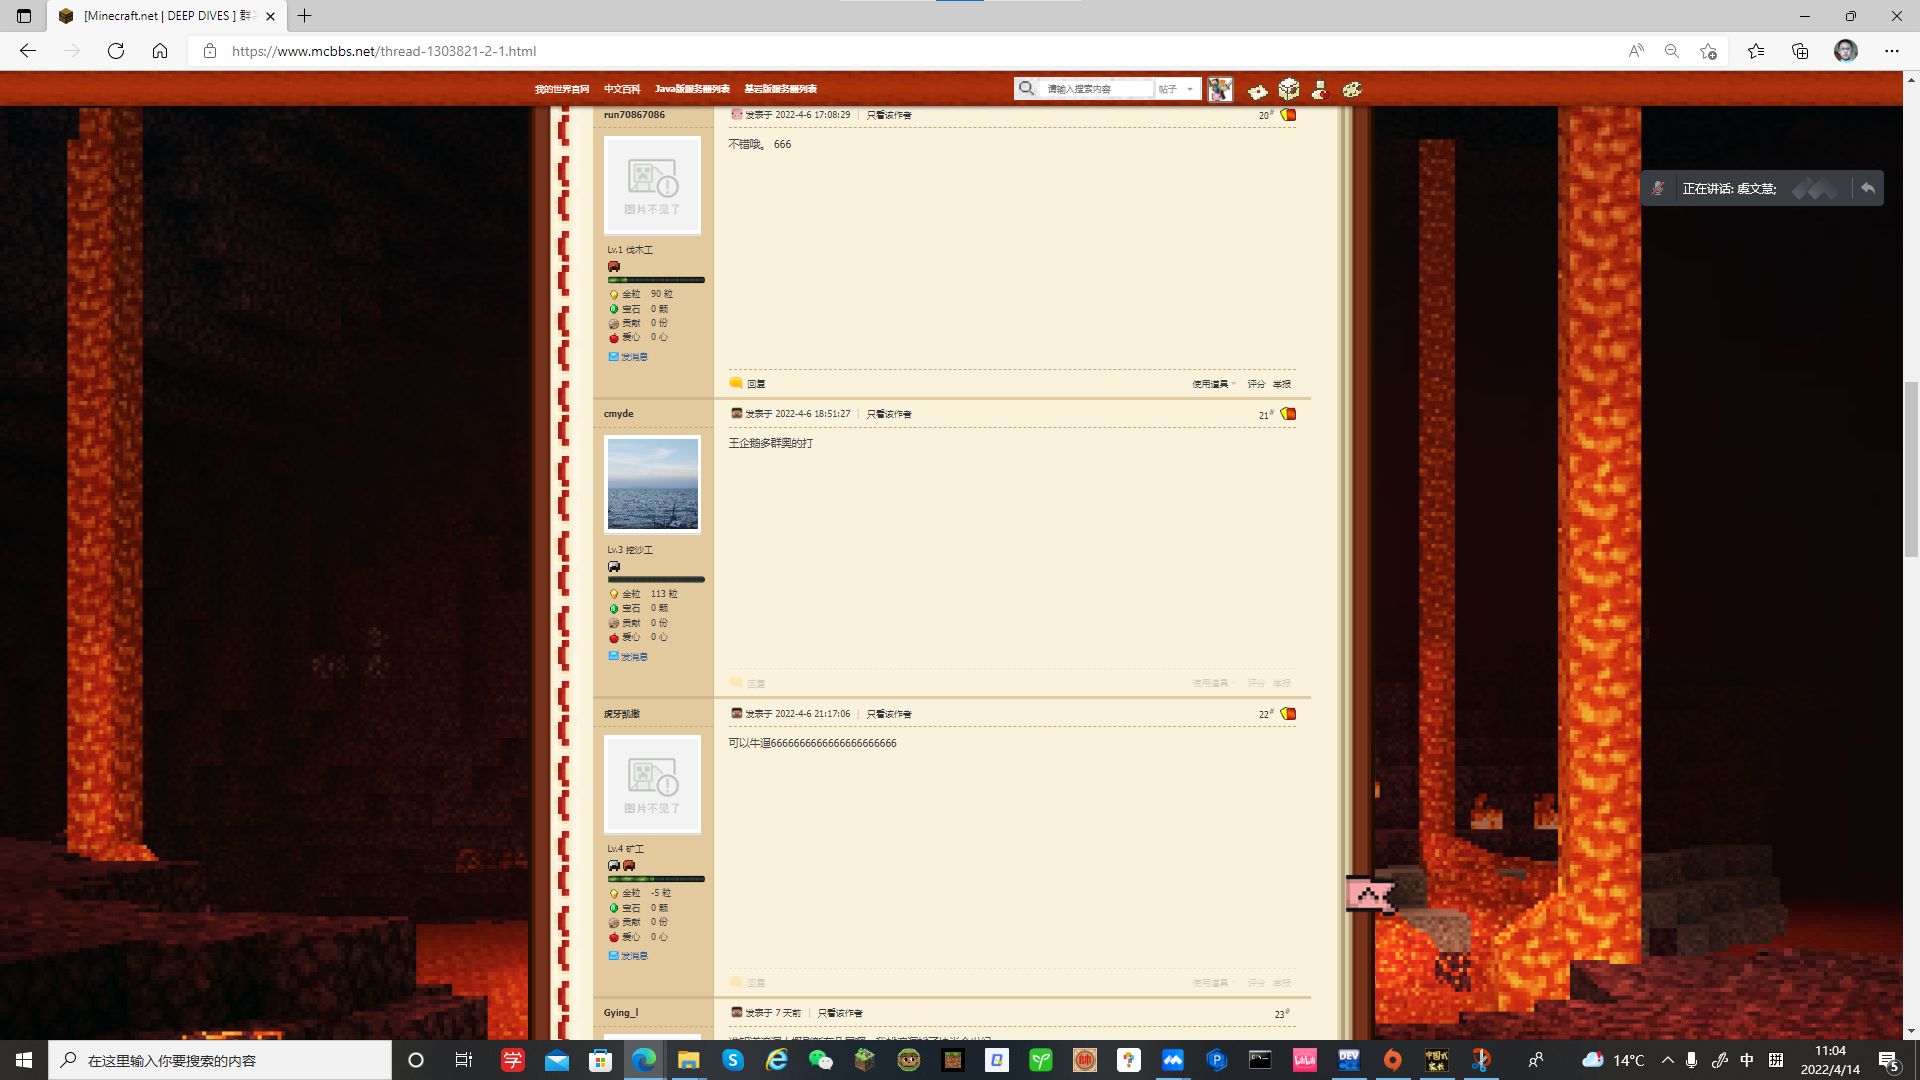 [Minecraft.net | DEEP DIVES ] 群
https://www.mcbbs.net/thread-1303821-2-1.html
我的世界官网 中文百科 Java版服务器列表 基岩版服务器列表 请输入搜索内容 帖子
run70867086 发表于 2022-4-6 17:08:29 | 只看该作者 20#
不错哦。 666
图片不见了
Lv.1 伐木工
金粒 90 粒
宝石 0 颗
贡献 0 份
爱心 0 心
发消息
回复 使用道具 评分 举报
cmyde 发表于 2022-4-6 18:51:27 | 只看该作者 21#
王企鹅多群奥的打
Lv.3 挖沙工
金粒 113 粒
宝石 0 颗
贡献 0 份
爱心 0 心
发消息
回复 使用道具 评分 举报
虎牙凯撒 发表于 2022-4-6 21:17:06 | 只看该作者 22#
可以牛逼6666666666666666666666
图片不见了
Lv.4 矿工
金粒 -5 粒
宝石 0 颗
贡献 0 份
爱心 0 心
发消息
回复 使用道具 评分 举报
Gying_l 发表于 7 天前 | 只看该作者 23#
正在讲话: 虞文慧;
在这里输入你要搜索的内容
学
14°C
中
11:04
2022/4/14
5